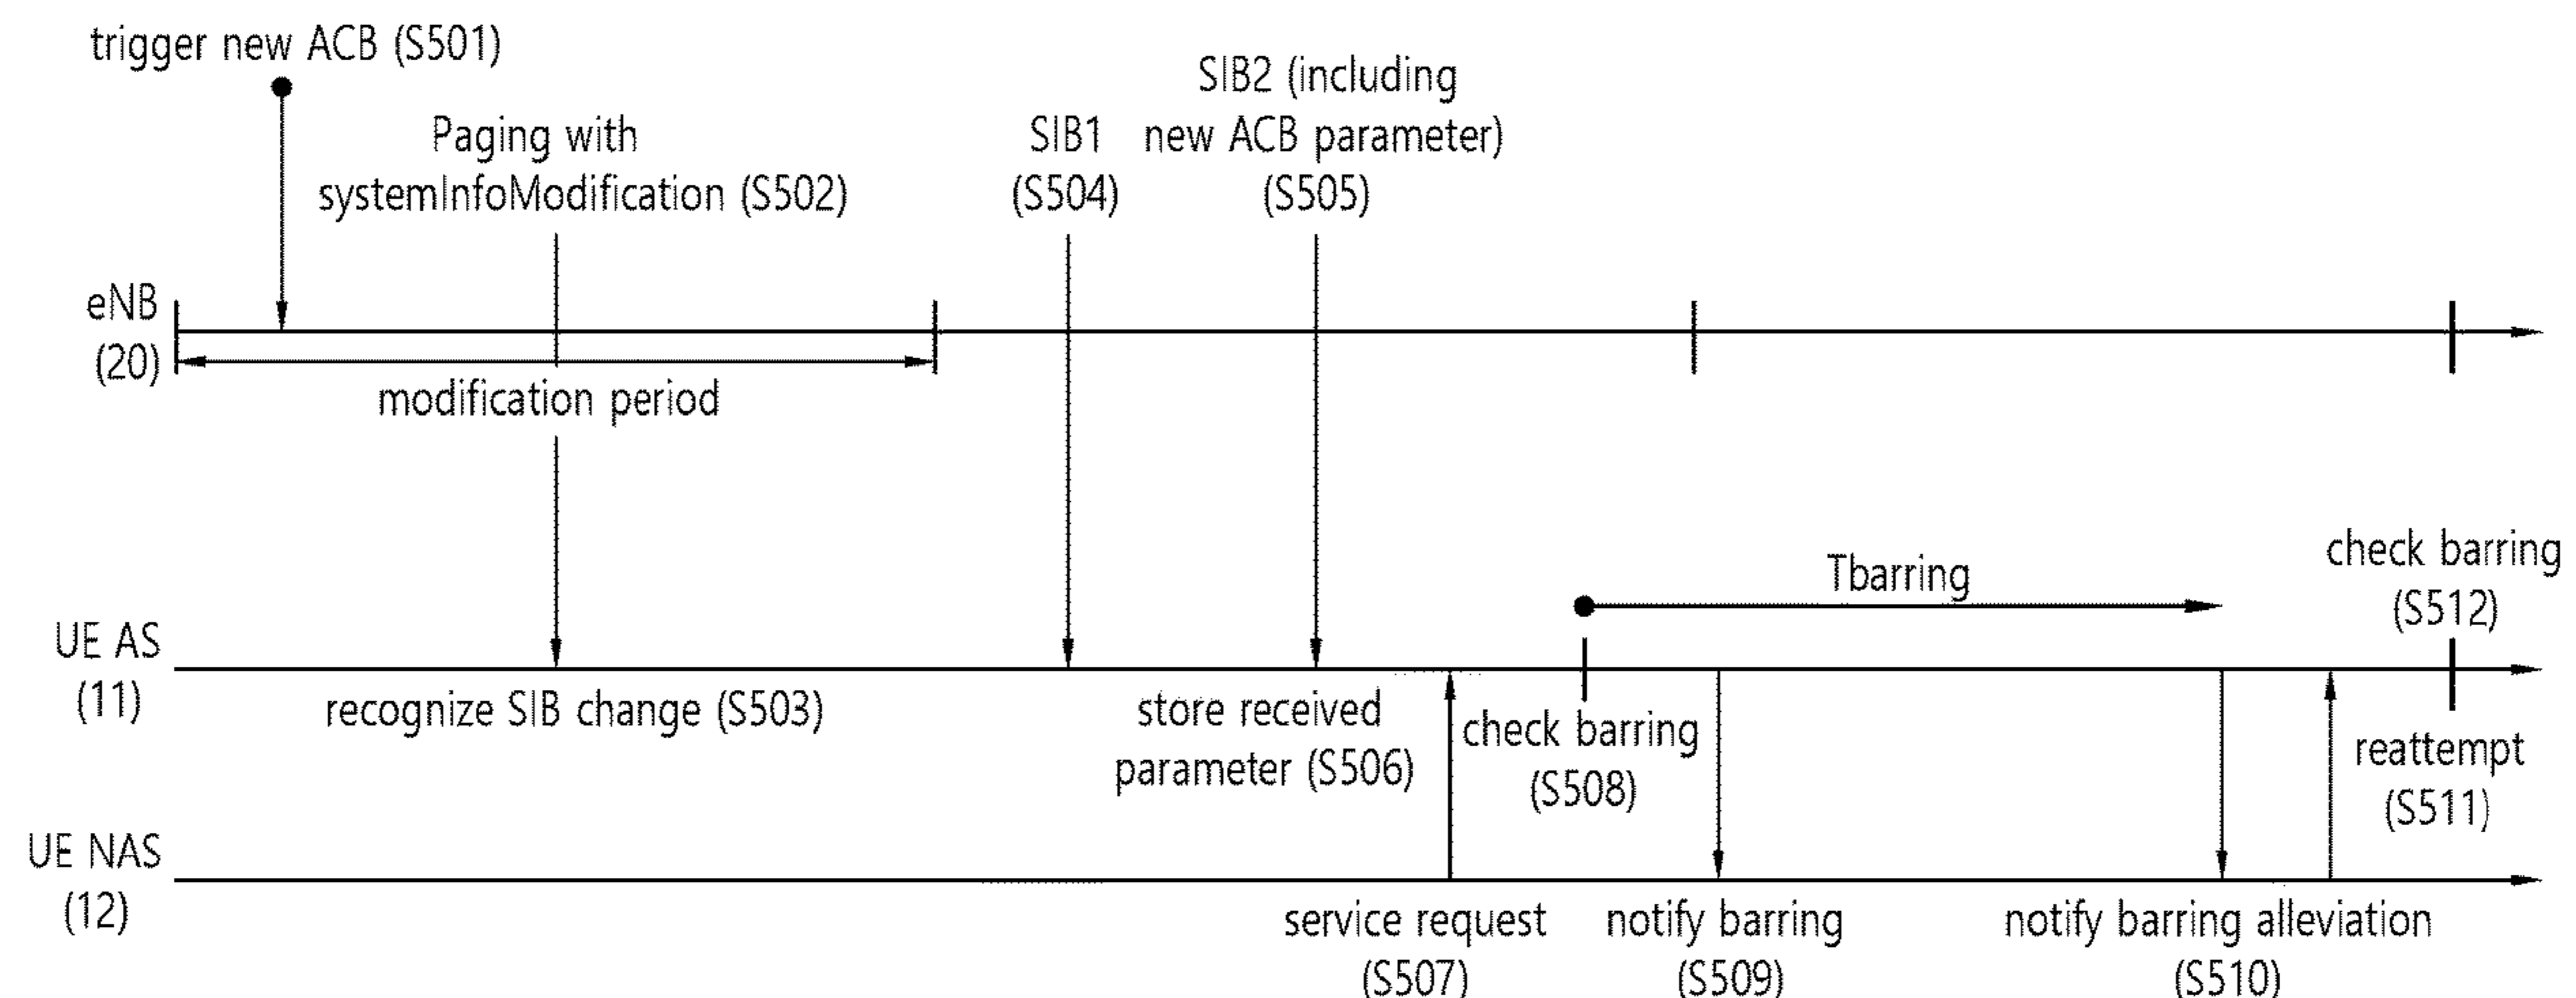 trigger new ACB (S501)
Paging with
systemInfoModification (S502)
SIB1
(S504)
SIB2 (including
new ACB parameter)
(S505)
eNB
(20)
modification period
Tbarring
check barring
(S512)
UE AS
(11)
recognize SIB change (S503)
store received
parameter (S506)
check barring
(S508)
reattempt
(S511)
UE NAS
(12)
service request
(S507)
notify barring
(S509)
notify barring alleviation
(S510)